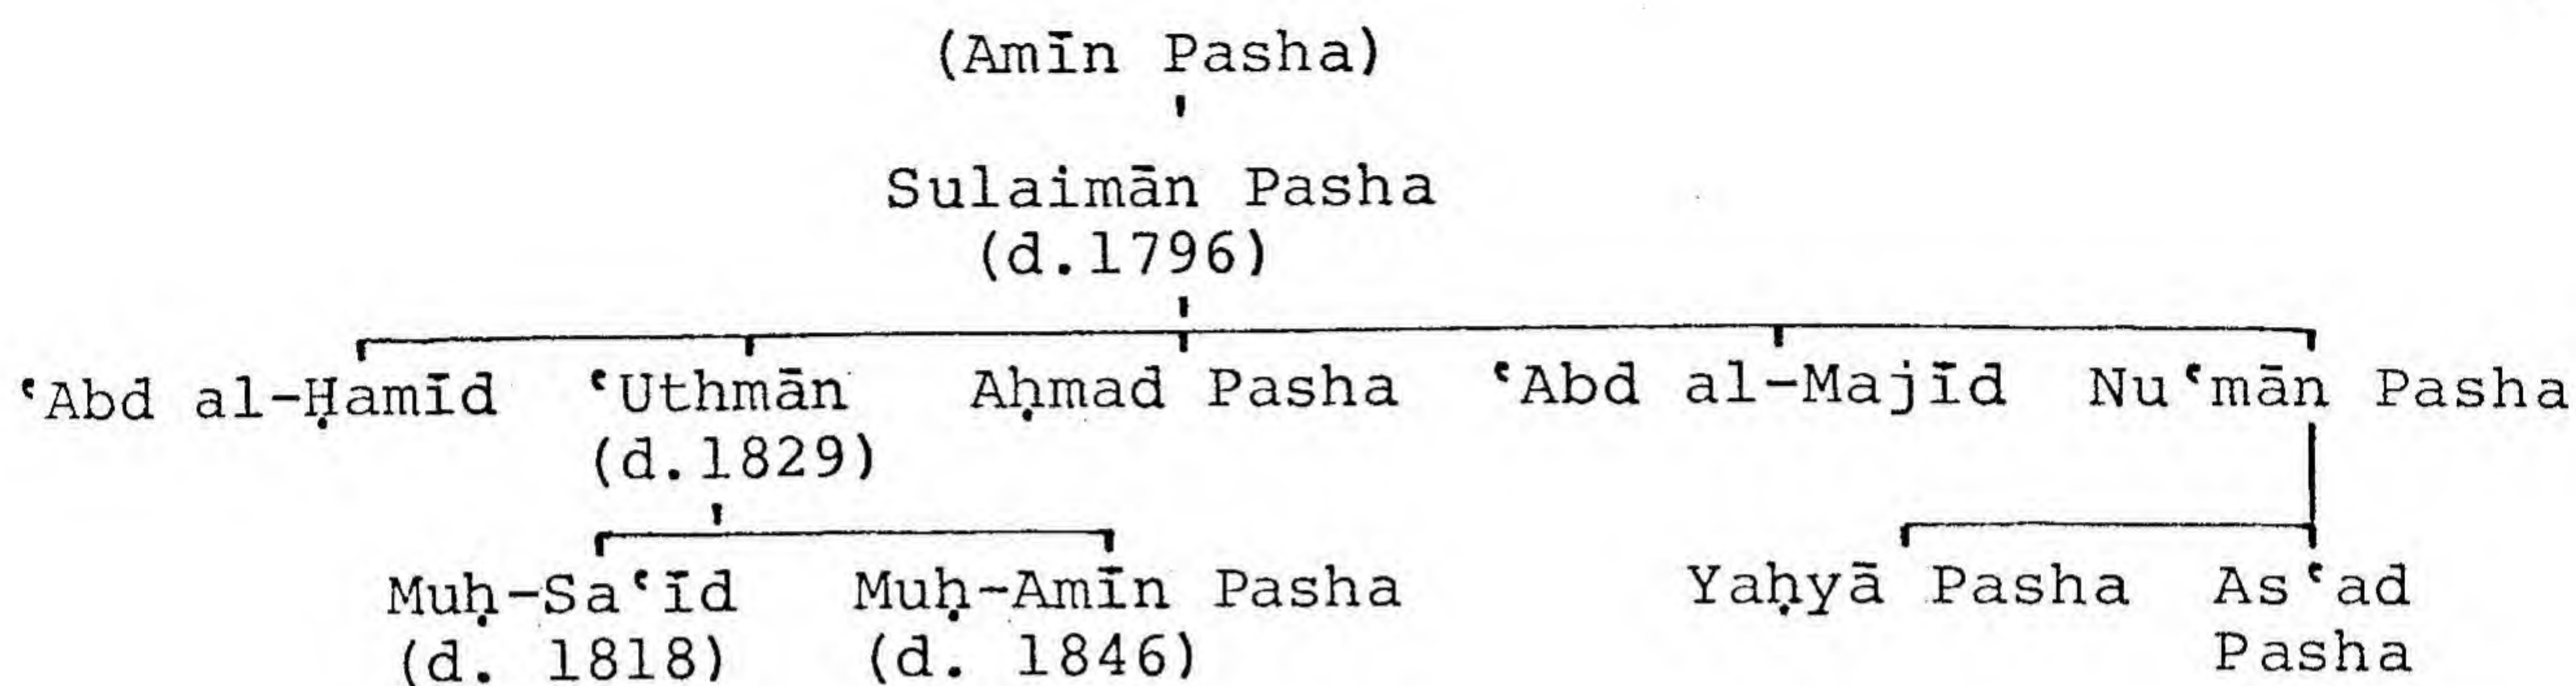 (Amīn Pasha)
Sulaimān Pasha
(d.1796)
ʿAbd al-Ḥamīd ʿUthmān Aḥmad Pasha ʿAbd al-Majīd Nuʿmān Pasha
(d.1829)
Muḥ-Saʿīd Muḥ-Amīn Pasha Yaḥyā Pasha Asʿad
(d. 1818) (d. 1846) Pasha